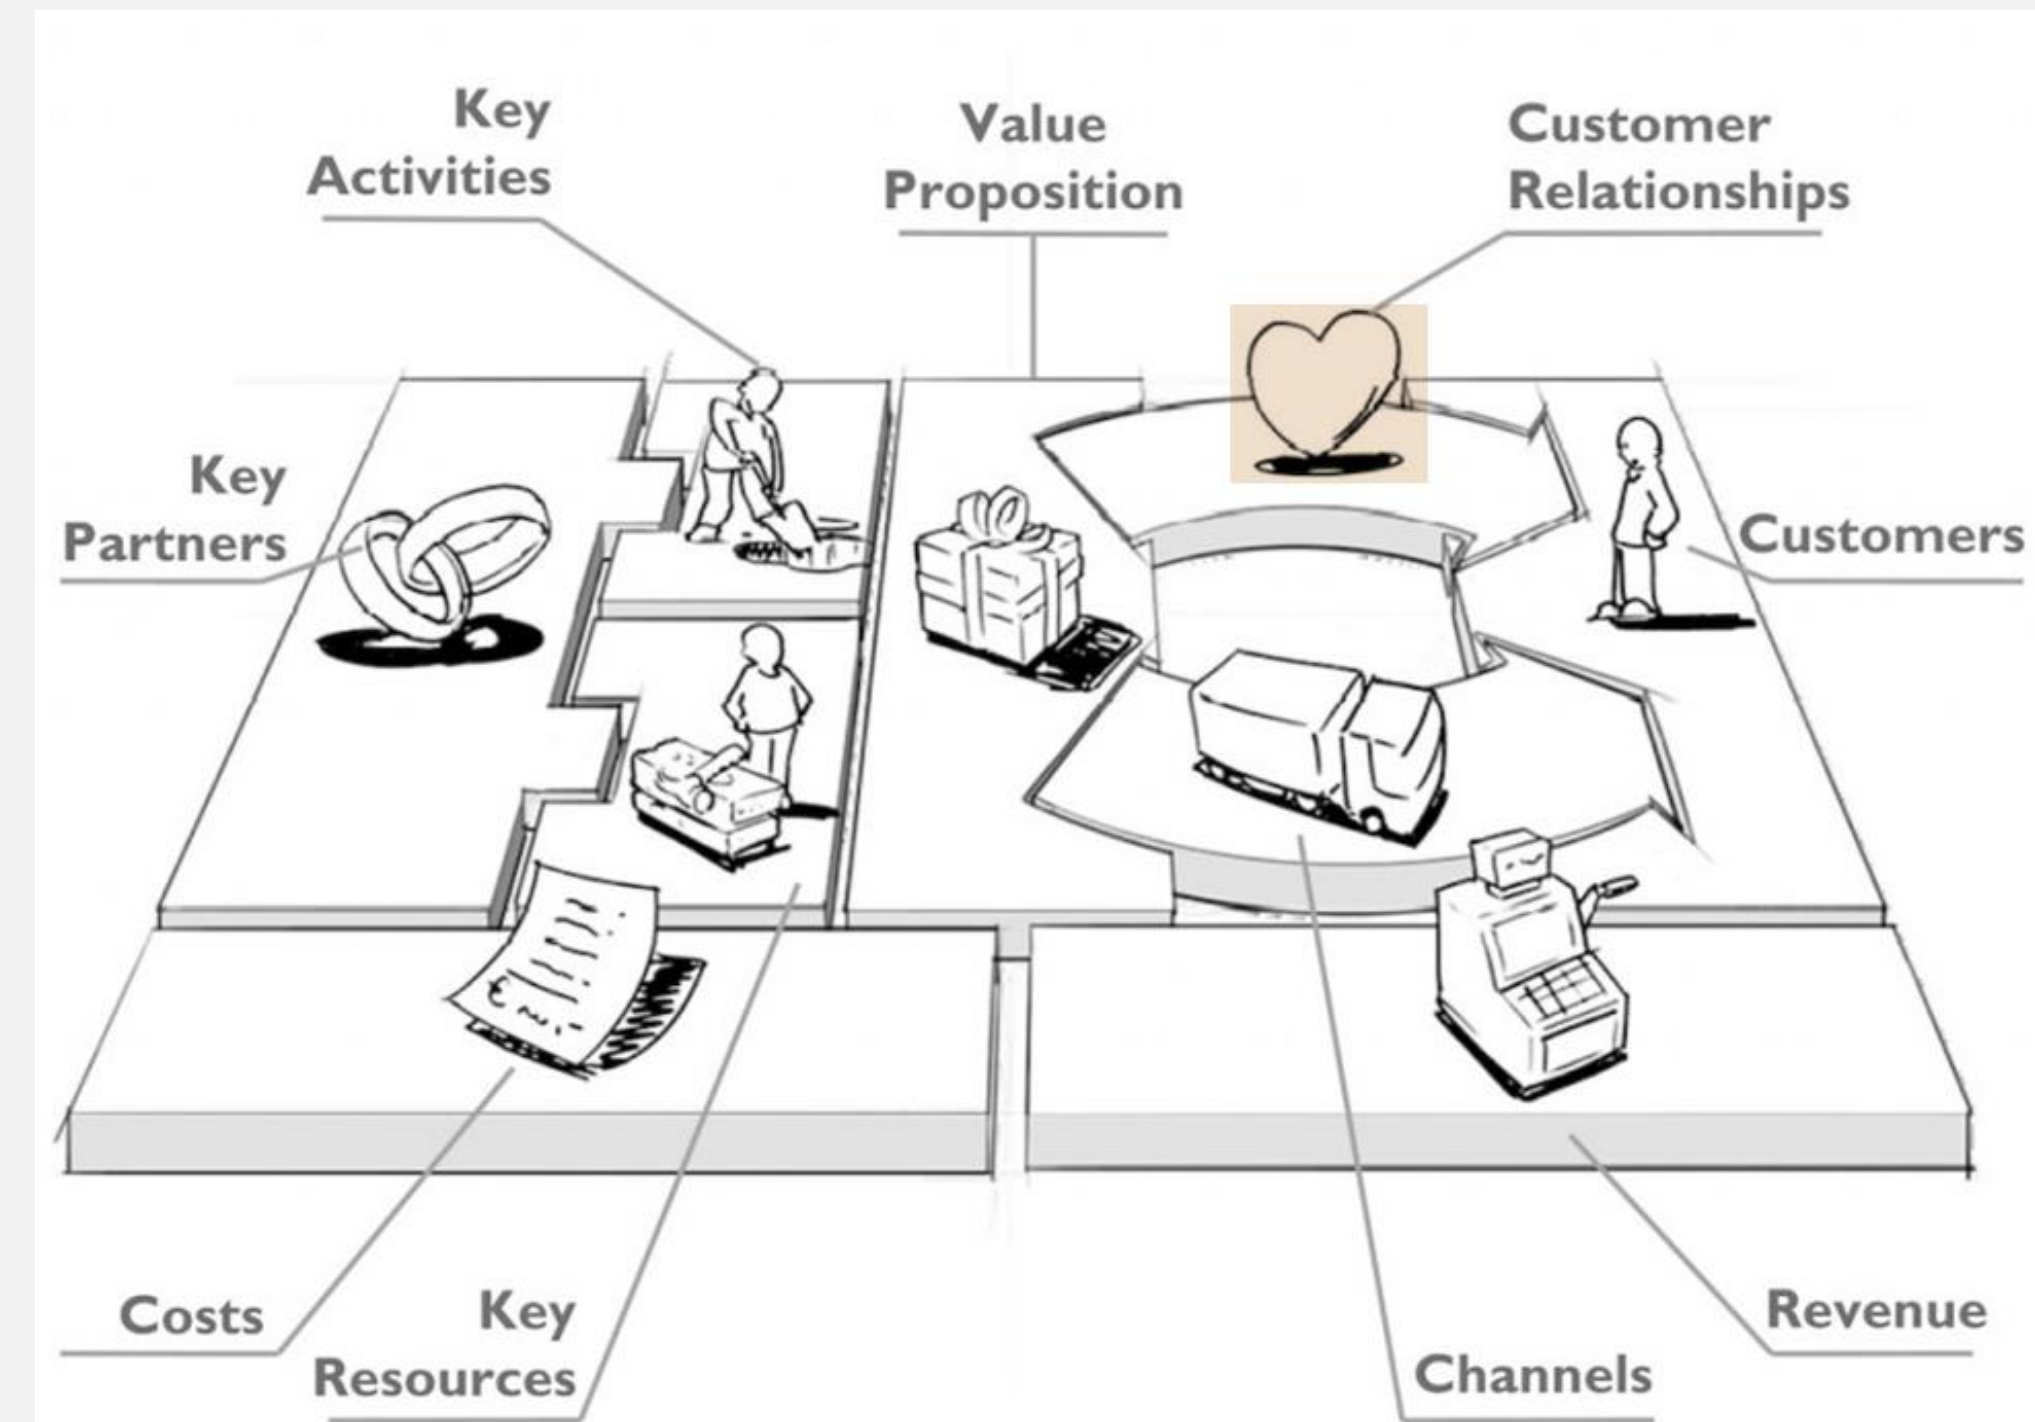 Key
Activities
Value
Proposition
Customer
Relationships
Key
Partners
Customers
Costs
Key
Resources
Channels
Revenue